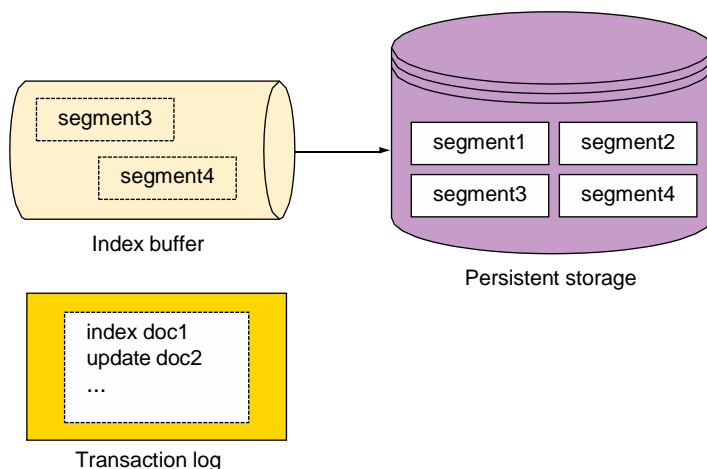 segment3
segment4
Index buffer
segment1
segment2
segment3
segment4
Persistent storage
index doc1
update doc2
...
Transaction log